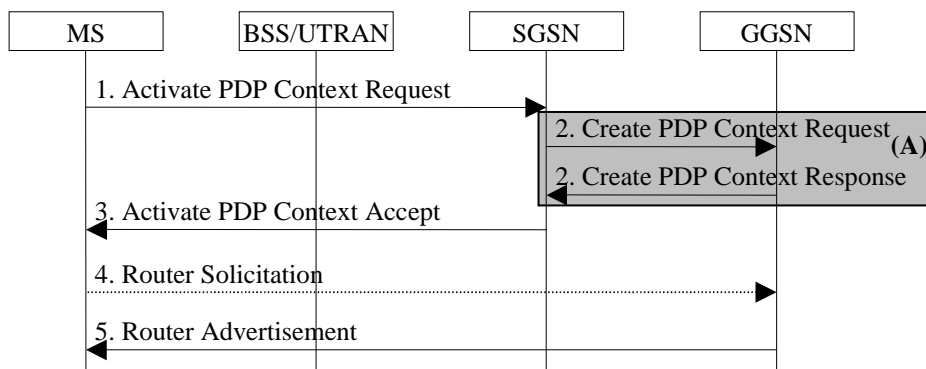 MS BSS/UTRAN SGSN GGSN
1. Activate PDP Context Request
2. Create PDP Context Request
(A)
2. Create PDP Context Response
3. Activate PDP Context Accept
4. Router Solicitation
5. Router Advertisement